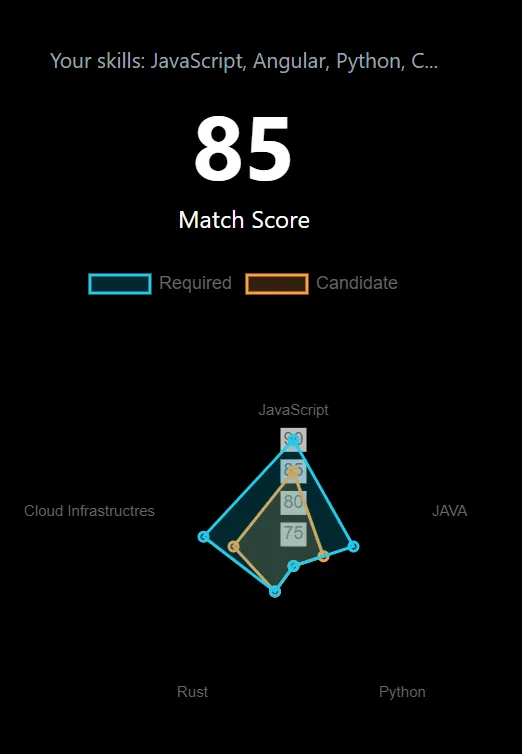 Your skills: JavaScript, Angular, Python, C...
85
Match Score
Required Candidate
JavaScript
90
85
80
75
Cloud Infrastructres
JAVA
Rust
Python